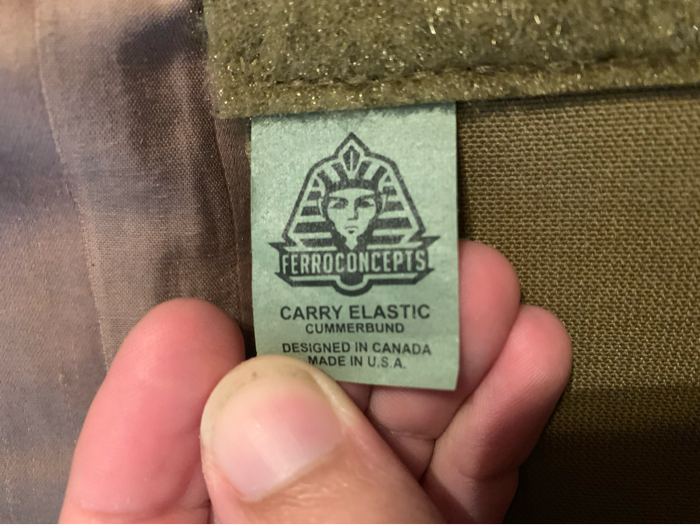 FERROCONCEPTS
CARRY ELASTIC
CUMMERBUND
DESIGNED IN CANADA
MADE IN U.S.A.